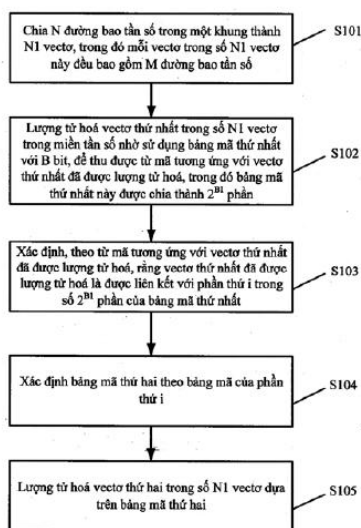 Chia N đường bao tần số trong một khung thành
N1 vectơ, trong đó mỗi vectơ trong số N1 vectơ
này đều bao gồm M đường bao tần số
S101
Lượng tử hoá vectơ thứ nhất trong số N1 vectơ
trong miền tần số nhờ sử dụng bảng mã thứ nhất
với B bit, để thu được từ mã tương ứng với vectơ
thứ nhất đã được lượng tử hoá, trong đó bảng mã
thứ nhất này được chia thành 2^B1 phần
S102
Xác định, theo từ mã tương ứng với vectơ thứ nhất
đã được lượng tử hoá, rằng vectơ thứ nhất đã được
lượng tử hoá là được liên kết với phần thứ i trong
số 2^B1 phần của bảng mã thứ nhất
S103
Xác định bảng mã thứ hai theo bảng mã của phần
thứ i
S104
Lượng tử hoá vectơ thứ hai trong số N1 vectơ dựa
trên bảng mã thứ hai
S105